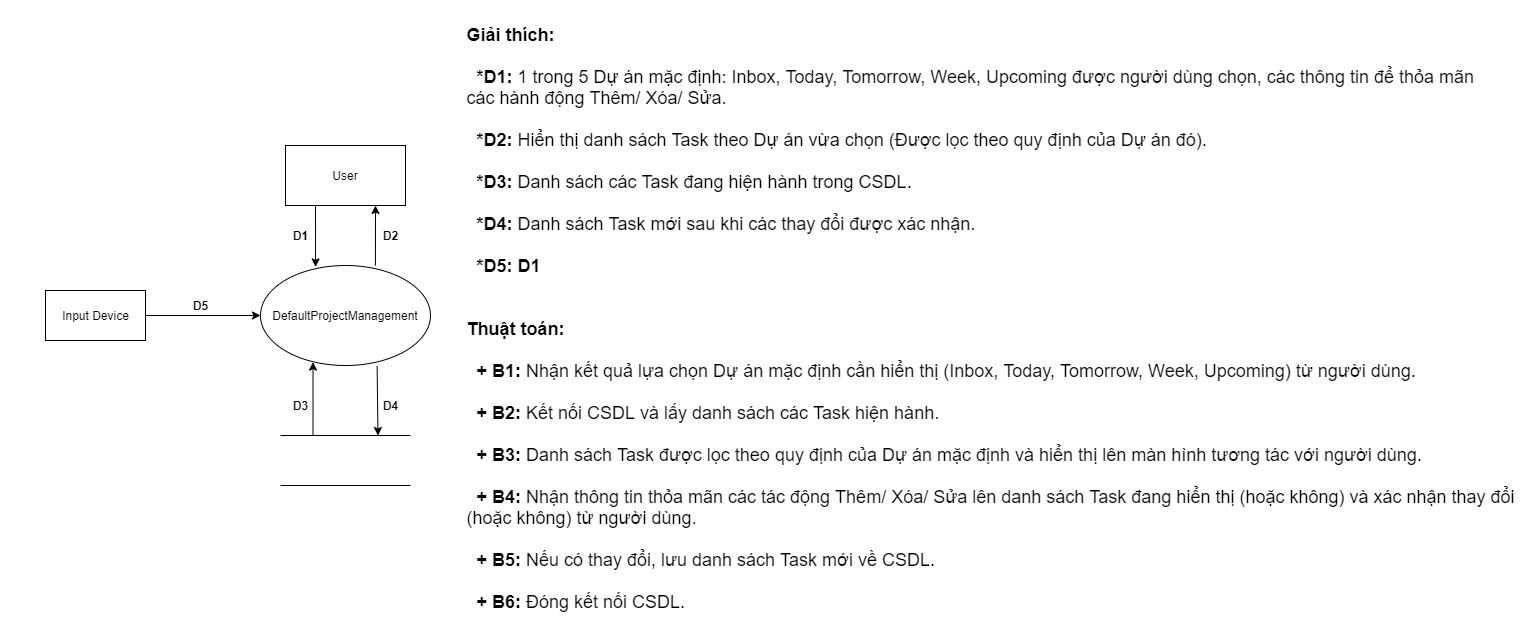 Giải thích:
*D1: 1 trong 5 Dự án mặc định: Inbox, Today, Tomorrow, Week, Upcoming được người dùng chọn, các thông tin để thỏa mãn
các hành động Thêm/ Xóa/ Sửa.
*D2: Hiển thị danh sách Task theo Dự án vừa chọn (Được lọc theo quy định của Dự án đó).
*D3: Danh sách các Task đang hiện hành trong CSDL.
*D4: Danh sách Task mới sau khi các thay đổi được xác nhận.
*D5: D1
User
D1
D2
Input Device
D5
DefaultProjectManagement
D3
D4
Thuật toán:
+ B1: Nhận kết quả lựa chọn Dự án mặc định cần hiển thị (Inbox, Today, Tomorrow, Week, Upcoming) từ người dùng.
+ B2: Kết nối CSDL và lấy danh sách các Task hiện hành.
+ B3: Danh sách Task được lọc theo quy định của Dự án mặc định và hiển thị lên màn hình tương tác với người dùng.
+ B4: Nhận thông tin thỏa mãn các tác động Thêm/ Xóa/ Sửa lên danh sách Task đang hiển thị (hoặc không) và xác nhận thay đổi
(hoặc không) từ người dùng.
+ B5: Nếu có thay đổi, lưu danh sách Task mới về CSDL.
+ B6: Đóng kết nối CSDL.